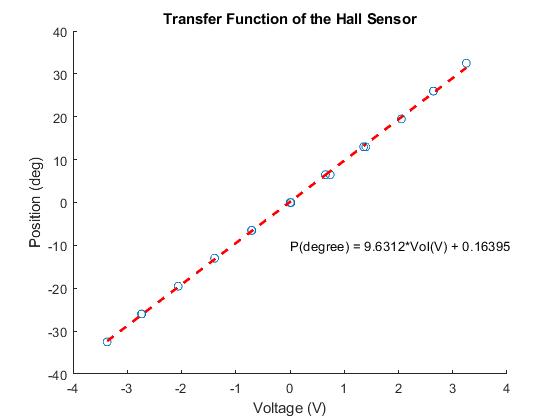 Transfer Function of the Hall Sensor
40
30
20
10
0
-10
-20
-30
-40
Position (deg)
P(degree) = 9.6312*Vol(V) + 0.16395
-4 -3 -2 -1 0 1 2 3 4
Voltage (V)